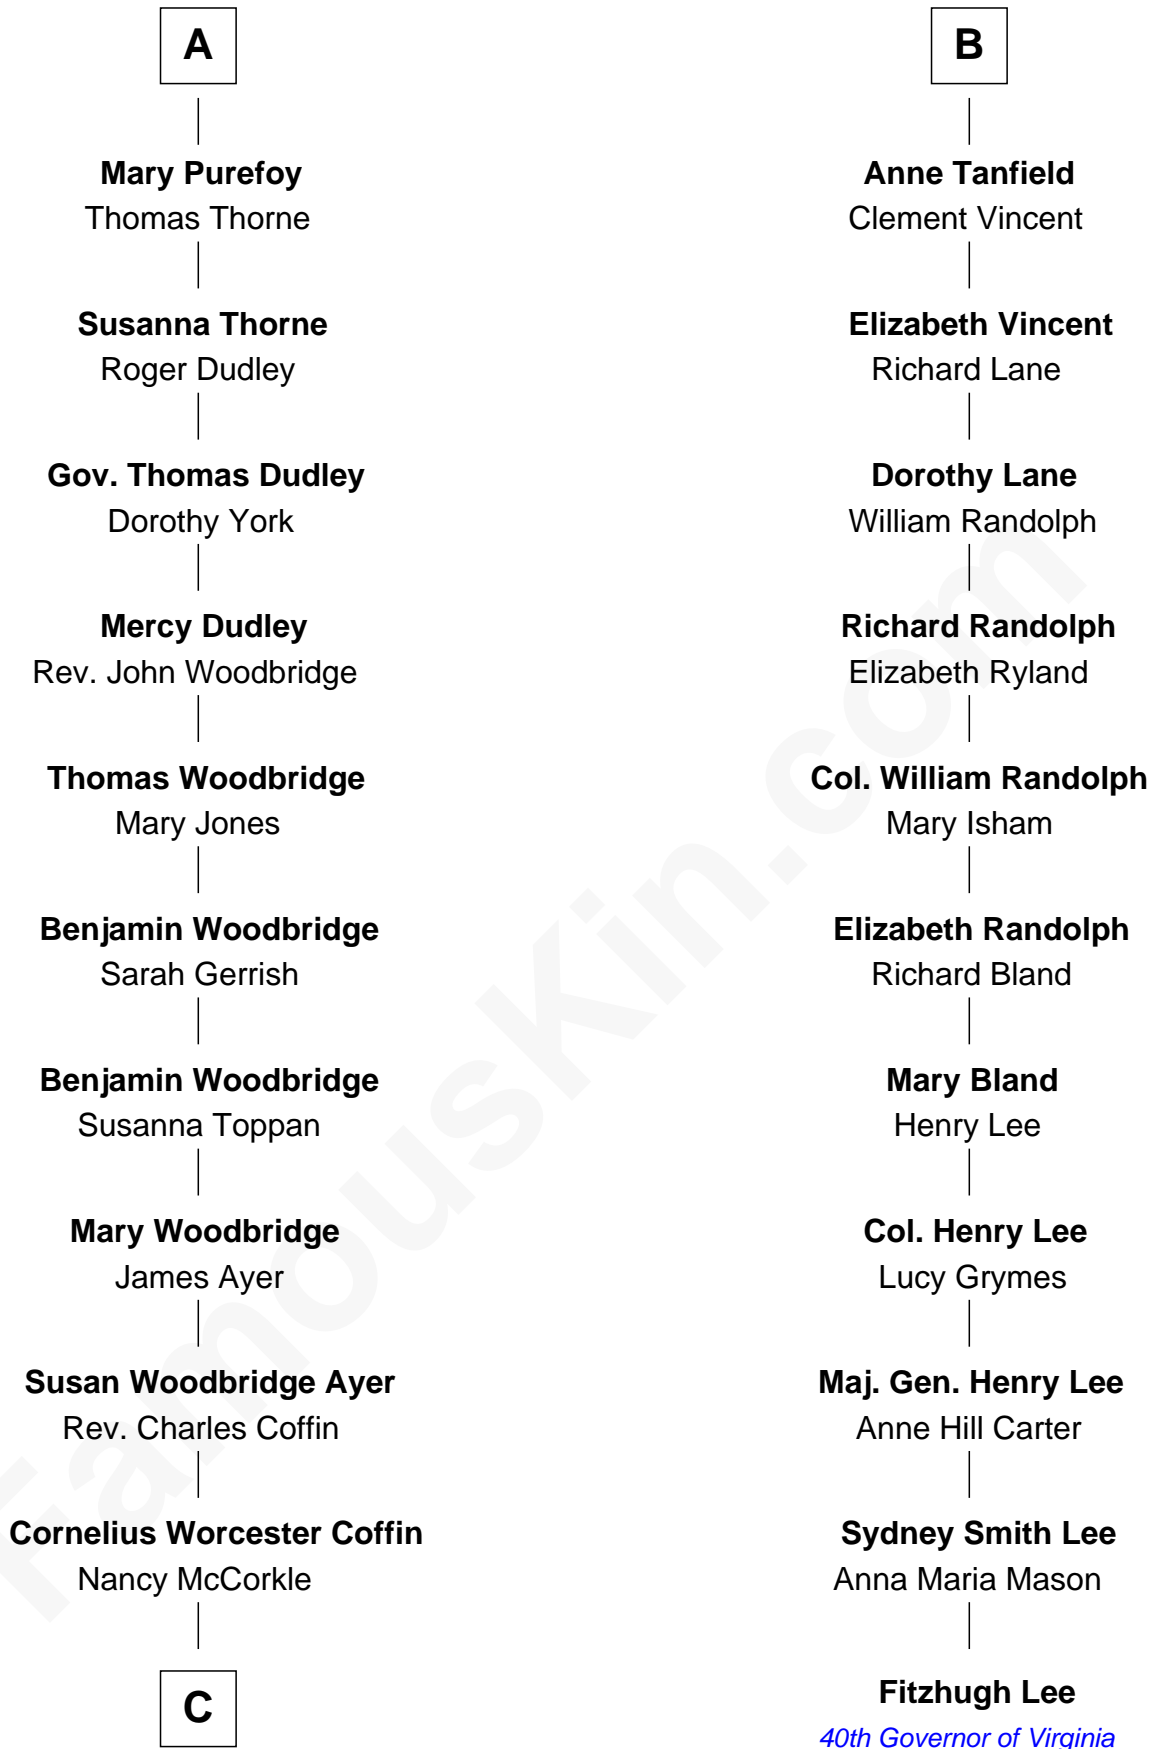 A
Mary Purefoy
Thomas Thorne
Susanna Thorne
Roger Dudley
Gov. Thomas Dudley
Dorothy York
Mercy Dudley
Rev. John Woodbridge
Thomas Woodbridge
Mary Jones
Benjamin Woodbridge
Sarah Gerrish
Benjamin Woodbridge
Susanna Toppan
Mary Woodbridge
James Ayer
Susan Woodbridge Ayer
Rev. Charles Coffin
Cornelius Worcester Coffin
Nancy McCorkle
C
B
Anne Tanfield
Clement Vincent
Elizabeth Vincent
Richard Lane
Dorothy Lane
William Randolph
Richard Randolph
Elizabeth Ryland
Col. William Randolph
Mary Isham
Elizabeth Randolph
Richard Bland
Mary Bland
Henry Lee
Col. Henry Lee
Lucy Grymes
Maj. Gen. Henry Lee
Anne Hill Carter
Sydney Smith Lee
Anna Maria Mason
Fitzhugh Lee
40th Governor of Virginia
FamousKin.com